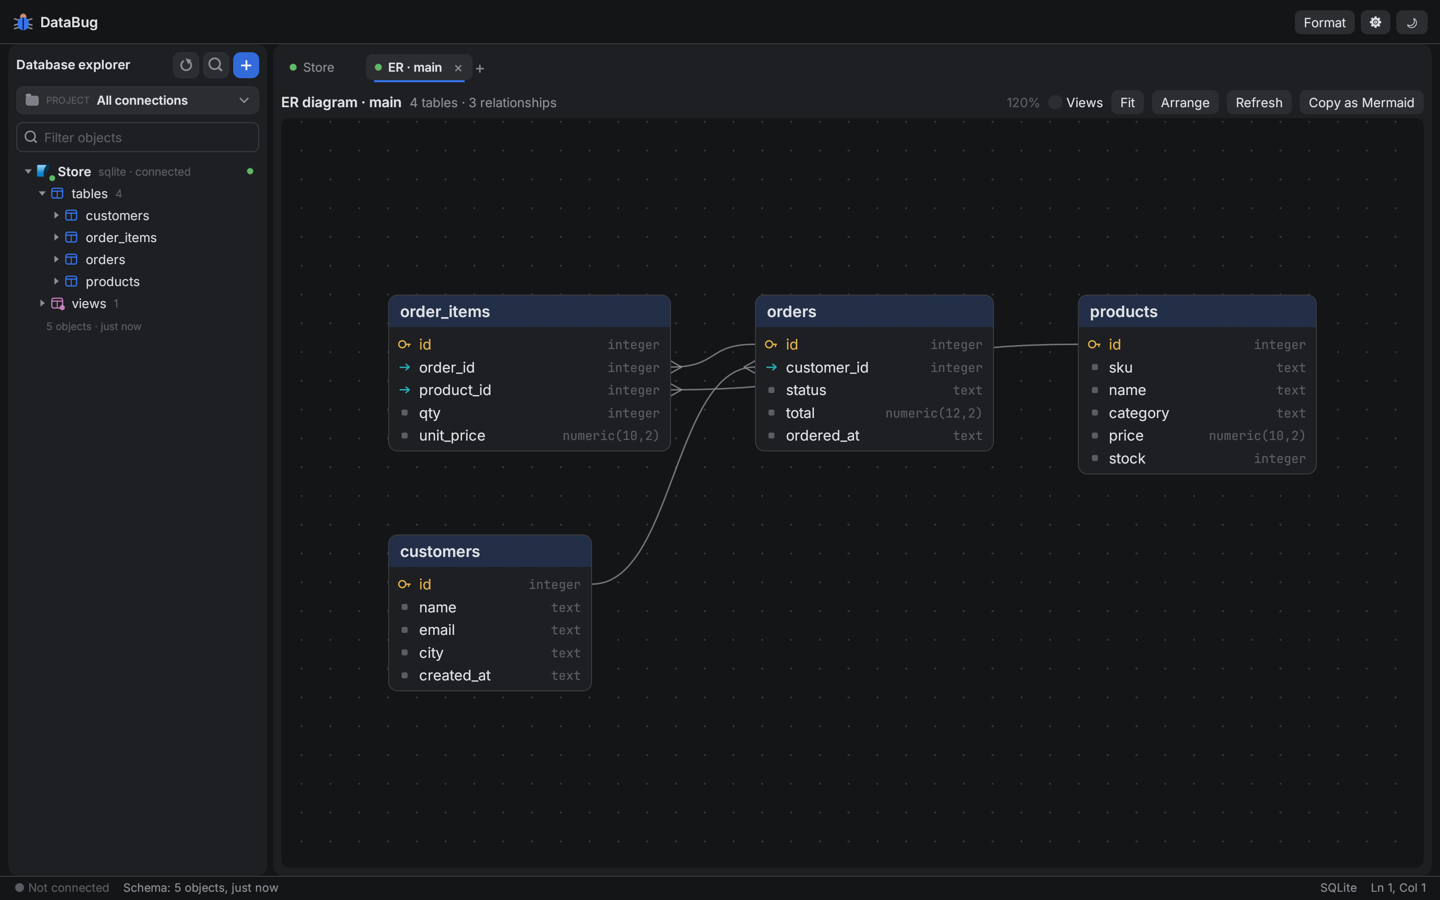 DataBug
Format
Database explorer
Store
ER · main
PROJECT All connections
ER diagram · main 4 tables · 3 relationships
120% Views Fit Arrange Refresh Copy as Mermaid
Filter objects
Store sqlite · connected
tables 4
customers
order_items
orders
products
views 1
5 objects · just now
order_items
id integer
order_id integer
product_id integer
qty integer
unit_price numeric(10,2)
orders
id integer
customer_id integer
status text
total numeric(12,2)
ordered_at text
products
id integer
sku text
name text
category text
price numeric(10,2)
stock integer
customers
id integer
name text
email text
city text
created_at text
Not connected Schema: 5 objects, just now
SQLite Ln 1, Col 1